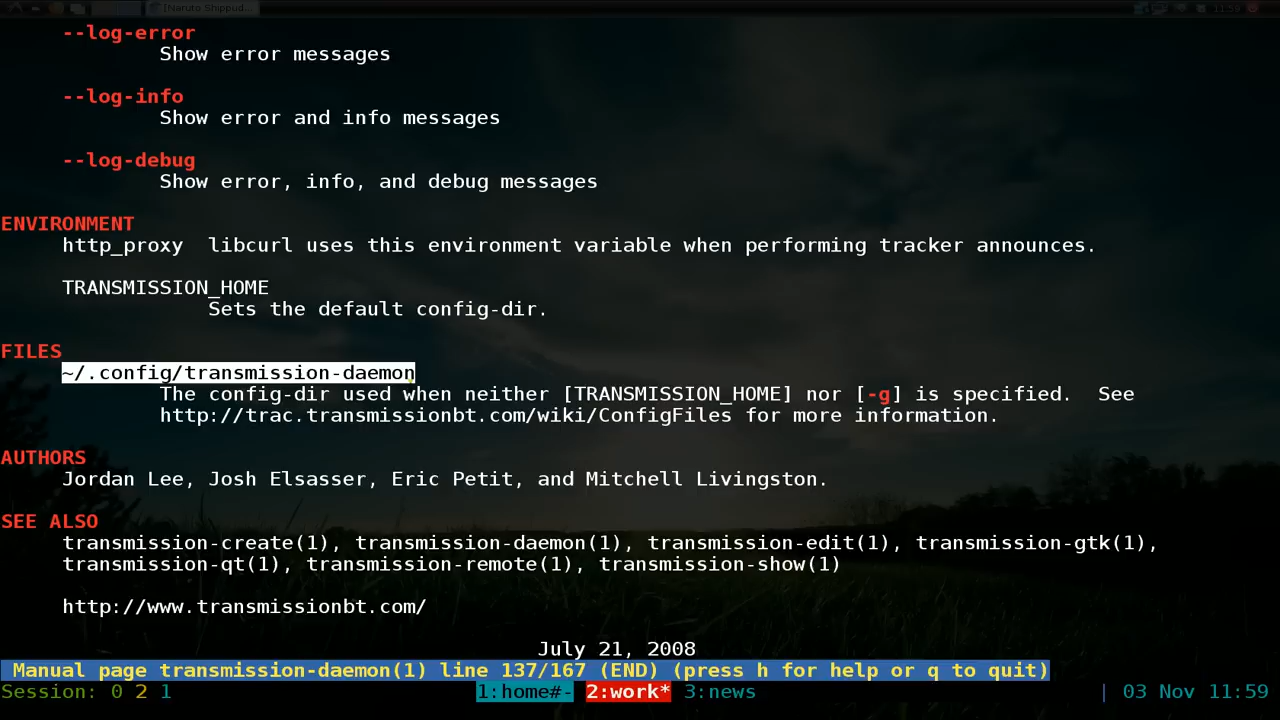 [Naruto Shippud...
11:59
--log-error
Show error messages
--log-info
Show error and info messages
--log-debug
Show error, info, and debug messages
ENVIRONMENT
http_proxy  libcurl uses this environment variable when performing tracker announces.
TRANSMISSION_HOME
Sets the default config-dir.
FILES
~/.config/transmission-daemon
The config-dir used when neither [TRANSMISSION_HOME] nor [-g] is specified.  See
http://trac.transmissionbt.com/wiki/ConfigFiles for more information.
AUTHORS
Jordan Lee, Josh Elsasser, Eric Petit, and Mitchell Livingston.
SEE ALSO
transmission-create(1), transmission-daemon(1), transmission-edit(1), transmission-gtk(1),
transmission-qt(1), transmission-remote(1), transmission-show(1)
http://www.transmissionbt.com/
July 21, 2008
Manual page transmission-daemon(1) line 137/167 (END) (press h for help or q to quit)
Session: 0 2 1 1:home#- 2:work* 3:news | 03 Nov 11:59